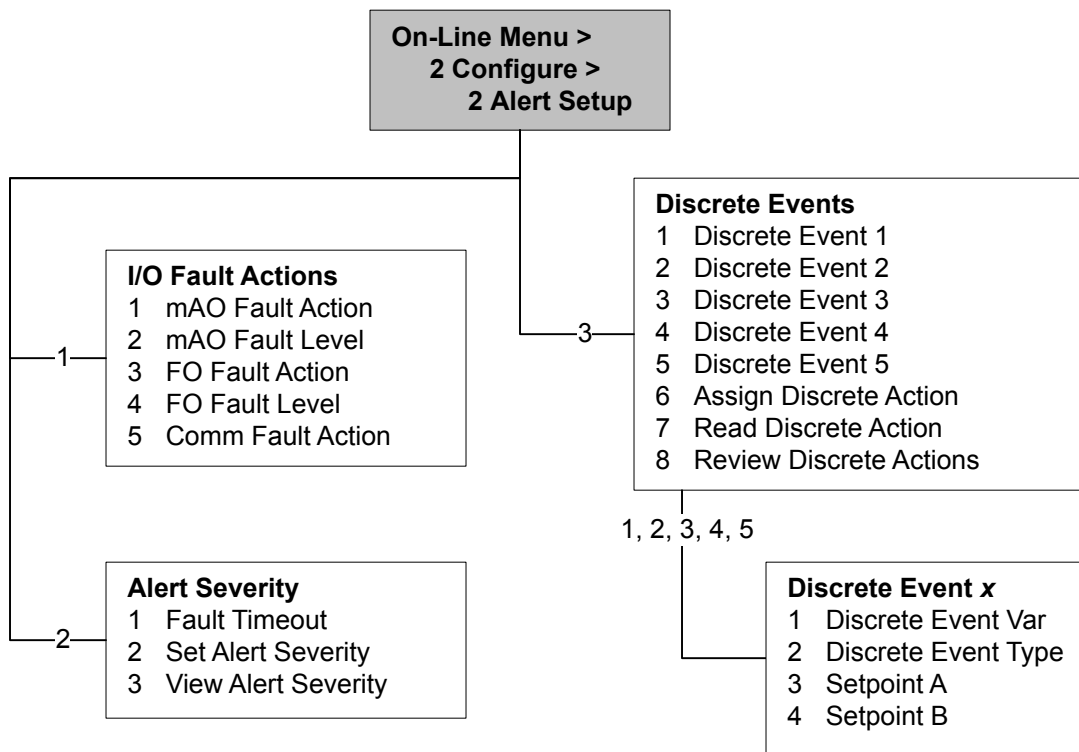 On-Line Menu >
2 Configure >
2 Alert Setup
I/O Fault Actions
1 mAO Fault Action
2 mAO Fault Level
3 FO Fault Action
4 FO Fault Level
5 Comm Fault Action
1
Alert Severity
1 Fault Timeout
2 Set Alert Severity
3 View Alert Severity
2
Discrete Events
1 Discrete Event 1
2 Discrete Event 2
3 Discrete Event 3
4 Discrete Event 4
5 Discrete Event 5
6 Assign Discrete Action
7 Read Discrete Action
8 Review Discrete Actions
3
1, 2, 3, 4, 5
Discrete Event x
1 Discrete Event Var
2 Discrete Event Type
3 Setpoint A
4 Setpoint B